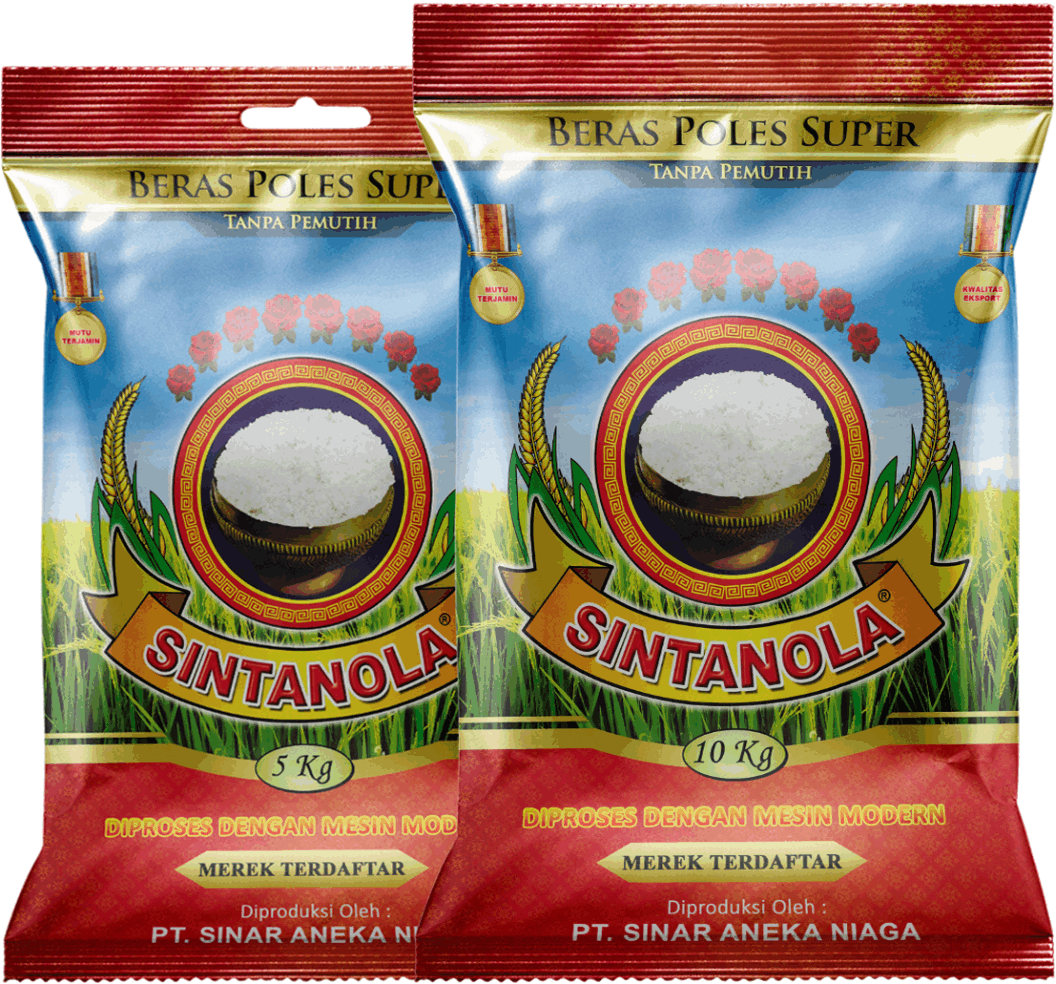 BERAS POLES SUPE
TANPA PEMUTIH
MUTU
TERJAMIN
SINTANOLA®
5 Kg
DIPROSES DENGAN MESIN MOD
MEREK TERDAFTAR
Diproduksi Oleh :
PT. SINAR ANEKA NI
BERAS POLES SUPER
TANPA PEMUTIH
MUTU
TERJAMIN
KWALITAS
EKSPORT
SINTANOLA®
10 Kg
DIPROSES DENGAN MESIN MODERN
MEREK TERDAFTAR
Diproduksi Oleh :
PT. SINAR ANEKA NIAGA